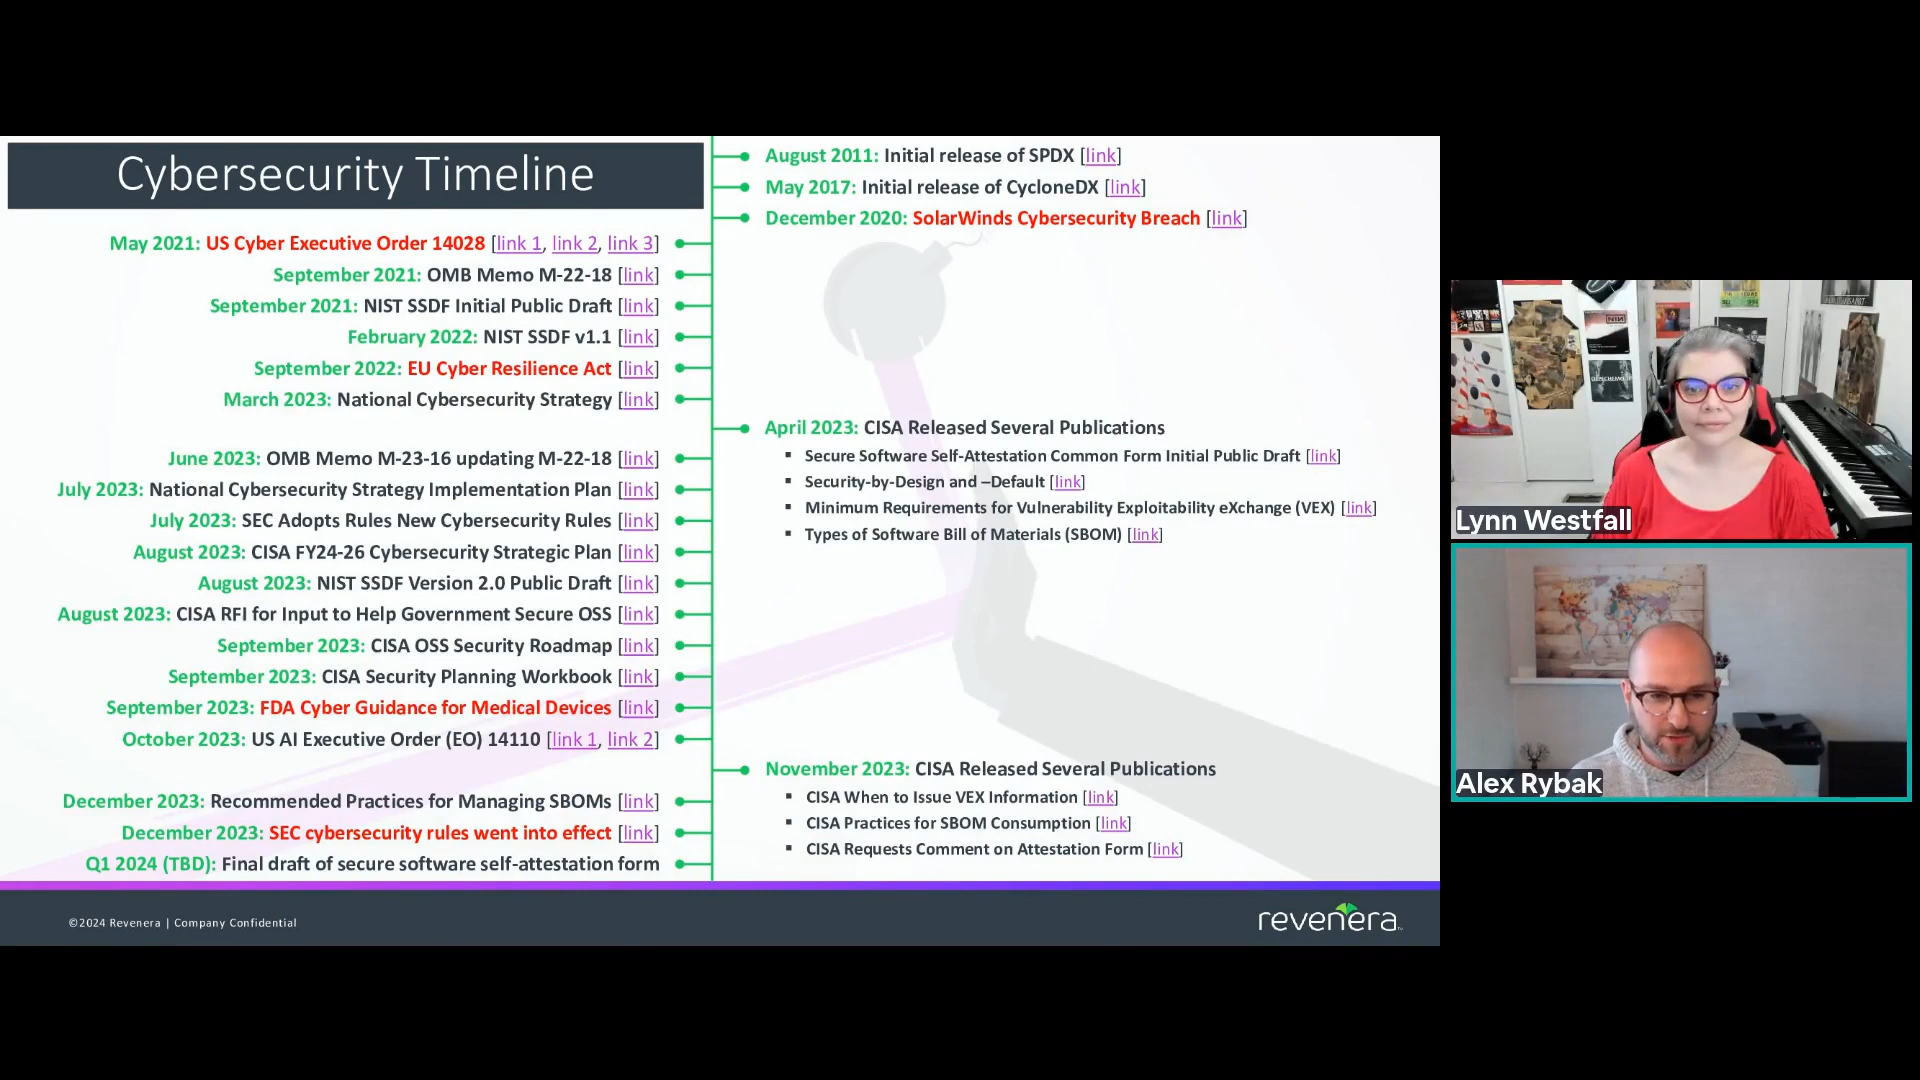 Cybersecurity Timeline
August 2011: Initial release of SPDX [link]
May 2017: Initial release of CycloneDX [link]
December 2020: SolarWinds Cybersecurity Breach [link]
May 2021: US Cyber Executive Order 14028 [link 1, link 2, link 3]
September 2021: OMB Memo M-22-18 [link]
September 2021: NIST SSDF Initial Public Draft [link]
February 2022: NIST SSDF v1.1 [link]
September 2022: EU Cyber Resilience Act [link]
March 2023: National Cybersecurity Strategy [link]
April 2023: CISA Released Several Publications
▪ Secure Software Self-Attestation Common Form Initial Public Draft [link]
▪ Security-by-Design and –Default [link]
▪ Minimum Requirements for Vulnerability Exploitability eXchange (VEX) [link]
▪ Types of Software Bill of Materials (SBOM) [link]
June 2023: OMB Memo M-23-16 updating M-22-18 [link]
July 2023: National Cybersecurity Strategy Implementation Plan [link]
July 2023: SEC Adopts Rules New Cybersecurity Rules [link]
August 2023: CISA FY24-26 Cybersecurity Strategic Plan [link]
August 2023: NIST SSDF Version 2.0 Public Draft [link]
August 2023: CISA RFI for Input to Help Government Secure OSS [link]
September 2023: CISA OSS Security Roadmap [link]
September 2023: CISA Security Planning Workbook [link]
September 2023: FDA Cyber Guidance for Medical Devices [link]
October 2023: US AI Executive Order (EO) 14110 [link 1, link 2]
November 2023: CISA Released Several Publications
▪ CISA When to Issue VEX Information [link]
▪ CISA Practices for SBOM Consumption [link]
▪ CISA Requests Comment on Attestation Form [link]
December 2023: Recommended Practices for Managing SBOMs [link]
December 2023: SEC cybersecurity rules went into effect [link]
Q1 2024 (TBD): Final draft of secure software self-attestation form
©2024 Revenera | Company Confidential
revenera
NIN
Lynn Westfall
Alex Rybak